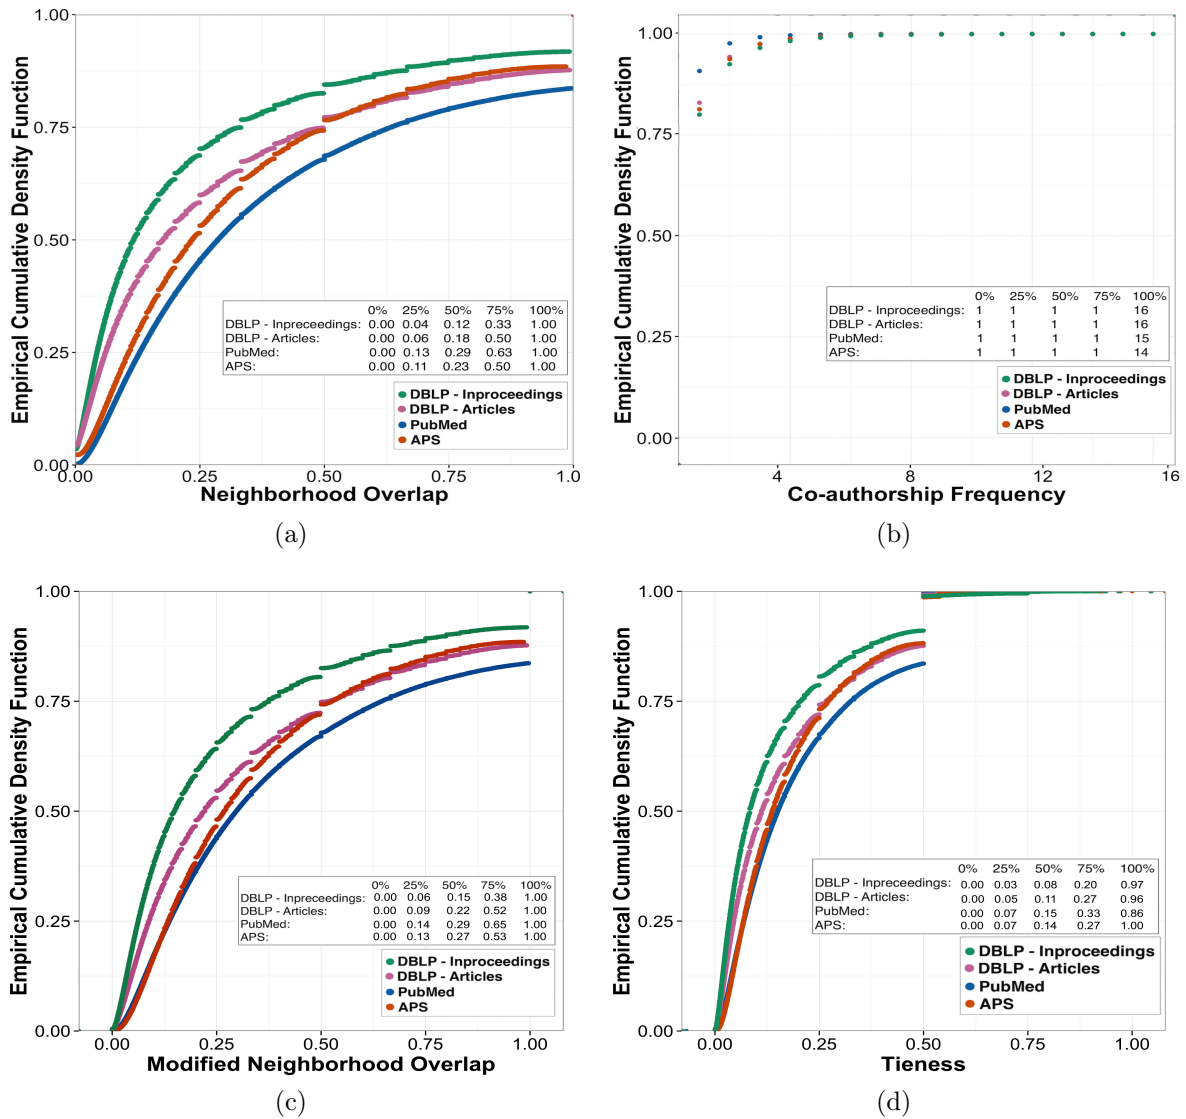 Empirical Cumulative Density Function
1.00
0.75
0.50
0.25
0.00
0% 25% 50% 75% 100%
DBLP - Inpreceedings: 0.00 0.04 0.12 0.33 1.00
DBLP - Articles: 0.00 0.06 0.18 0.50 1.00
PubMed: 0.00 0.13 0.29 0.63 1.00
APS: 0.00 0.11 0.23 0.50 1.00
DBLP - Inproceedings
DBLP - Articles
PubMed
APS
0.00 0.25 0.50 0.75 1.0
Neighborhood Overlap
(a)
Empirical Cumulative Density Function
1.00
0.75
0.50
0.25
0.00
0% 25% 50% 75% 100%
DBLP - Inpreceedings: 1 1 1 1 16
DBLP - Articles: 1 1 1 1 16
PubMed: 1 1 1 1 15
APS: 1 1 1 1 14
DBLP - Inproceedings
DBLP - Articles
PubMed
APS
4 8 12 16
Co-authorship Frequency
(b)
Empirical Cumulative Density Function
1.00
0.75
0.50
0.25
0.00
0% 25% 50% 75% 100%
DBLP - Inpreceedings: 0.00 0.06 0.15 0.38 1.00
DBLP - Articles: 0.00 0.09 0.22 0.52 1.00
PubMed: 0.00 0.14 0.29 0.65 1.00
APS: 0.00 0.13 0.27 0.53 1.00
DBLP - Inproceedings
DBLP - Articles
PubMed
APS
0.00 0.25 0.50 0.75 1.00
Modified Neighborhood Overlap
(c)
Empirical Cumulative Density Function
1.00
0.75
0.50
0.25
0.00
0% 25% 50% 75% 100%
DBLP - Inpreceedings: 0.00 0.03 0.08 0.20 0.97
DBLP - Articles: 0.00 0.05 0.11 0.27 0.96
PubMed: 0.00 0.07 0.15 0.33 0.86
APS: 0.00 0.07 0.14 0.27 1.00
DBLP - Inproceedings
DBLP - Articles
PubMed
APS
0.00 0.25 0.50 0.75 1.00
Tieness
(d)